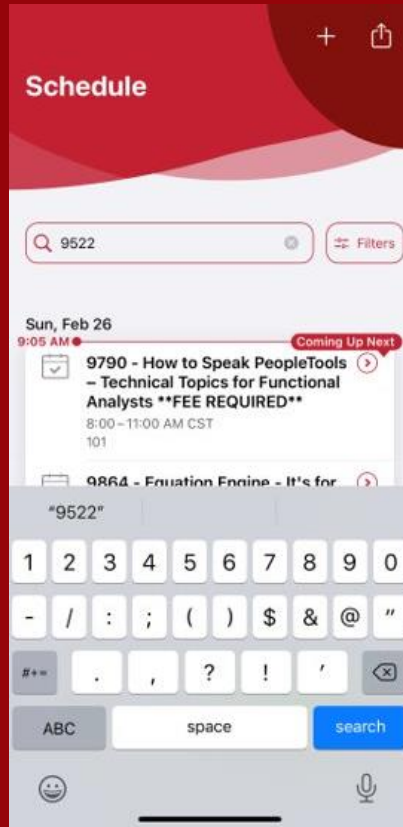 Schedule
9522
Filters
Sun, Feb 26
9:05 AM
Coming Up Next
9790 - How to Speak PeopleTools
– Technical Topics for Functional
Analysts **FEE REQUIRED**
8:00 – 11:00 AM CST
101
9864 - Equation Engine - It's for
"9522"
1 2 3 4 5 6 7 8 9 0
- / : ; ( ) $ & @ "
#+= . , ? ! '
ABC space search